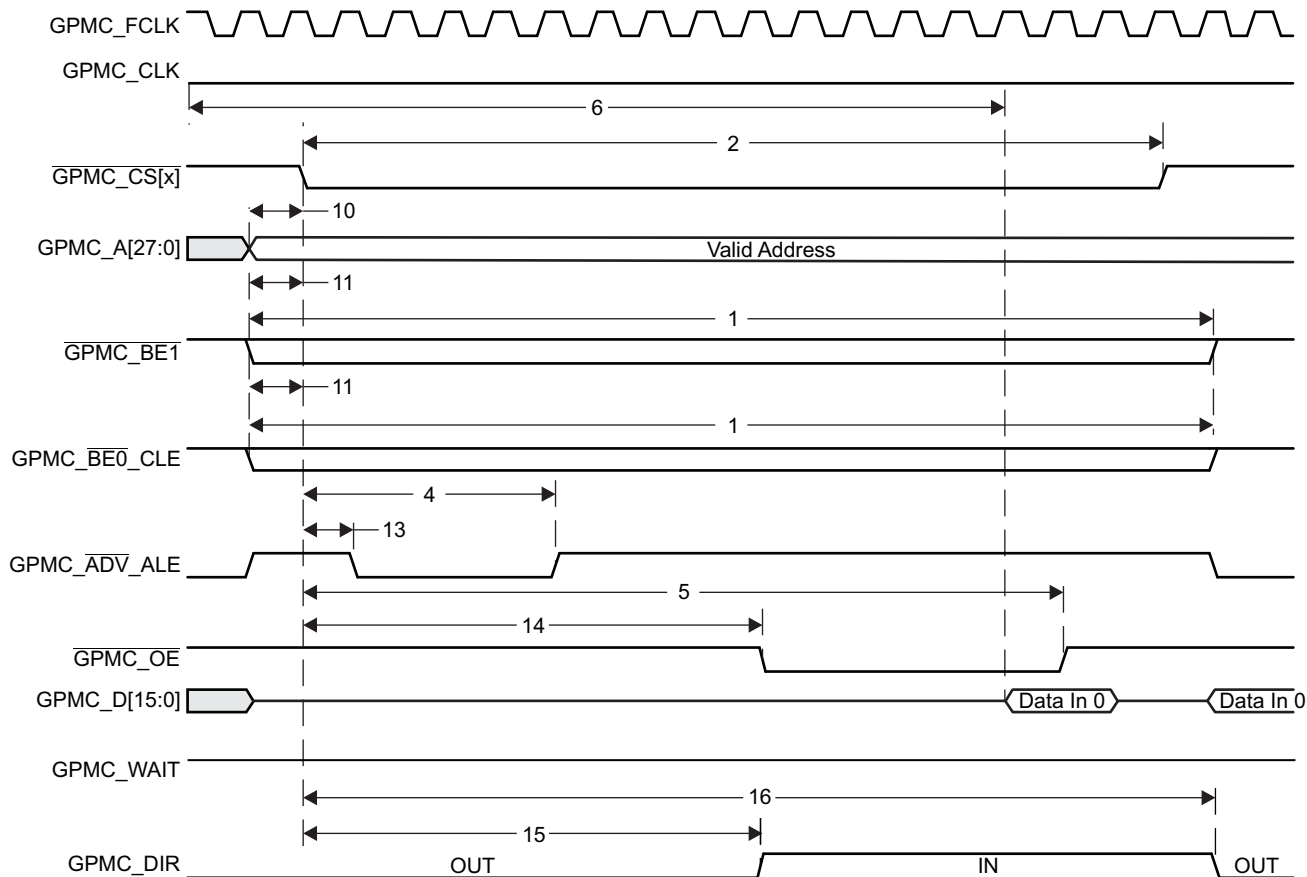 GPMC_FCLK
GPMC_CLK
6
2
GPMC_CS[x]
10
GPMC_A[27:0]
Valid Address
11
1
GPMC_BE1
11
1
GPMC_BE0_CLE
4
13
GPMC_ADV_ALE
5
14
GPMC_OE
GPMC_D[15:0]
Data In 0
Data In 0
GPMC_WAIT
16
15
GPMC_DIR
OUT
IN
OUT